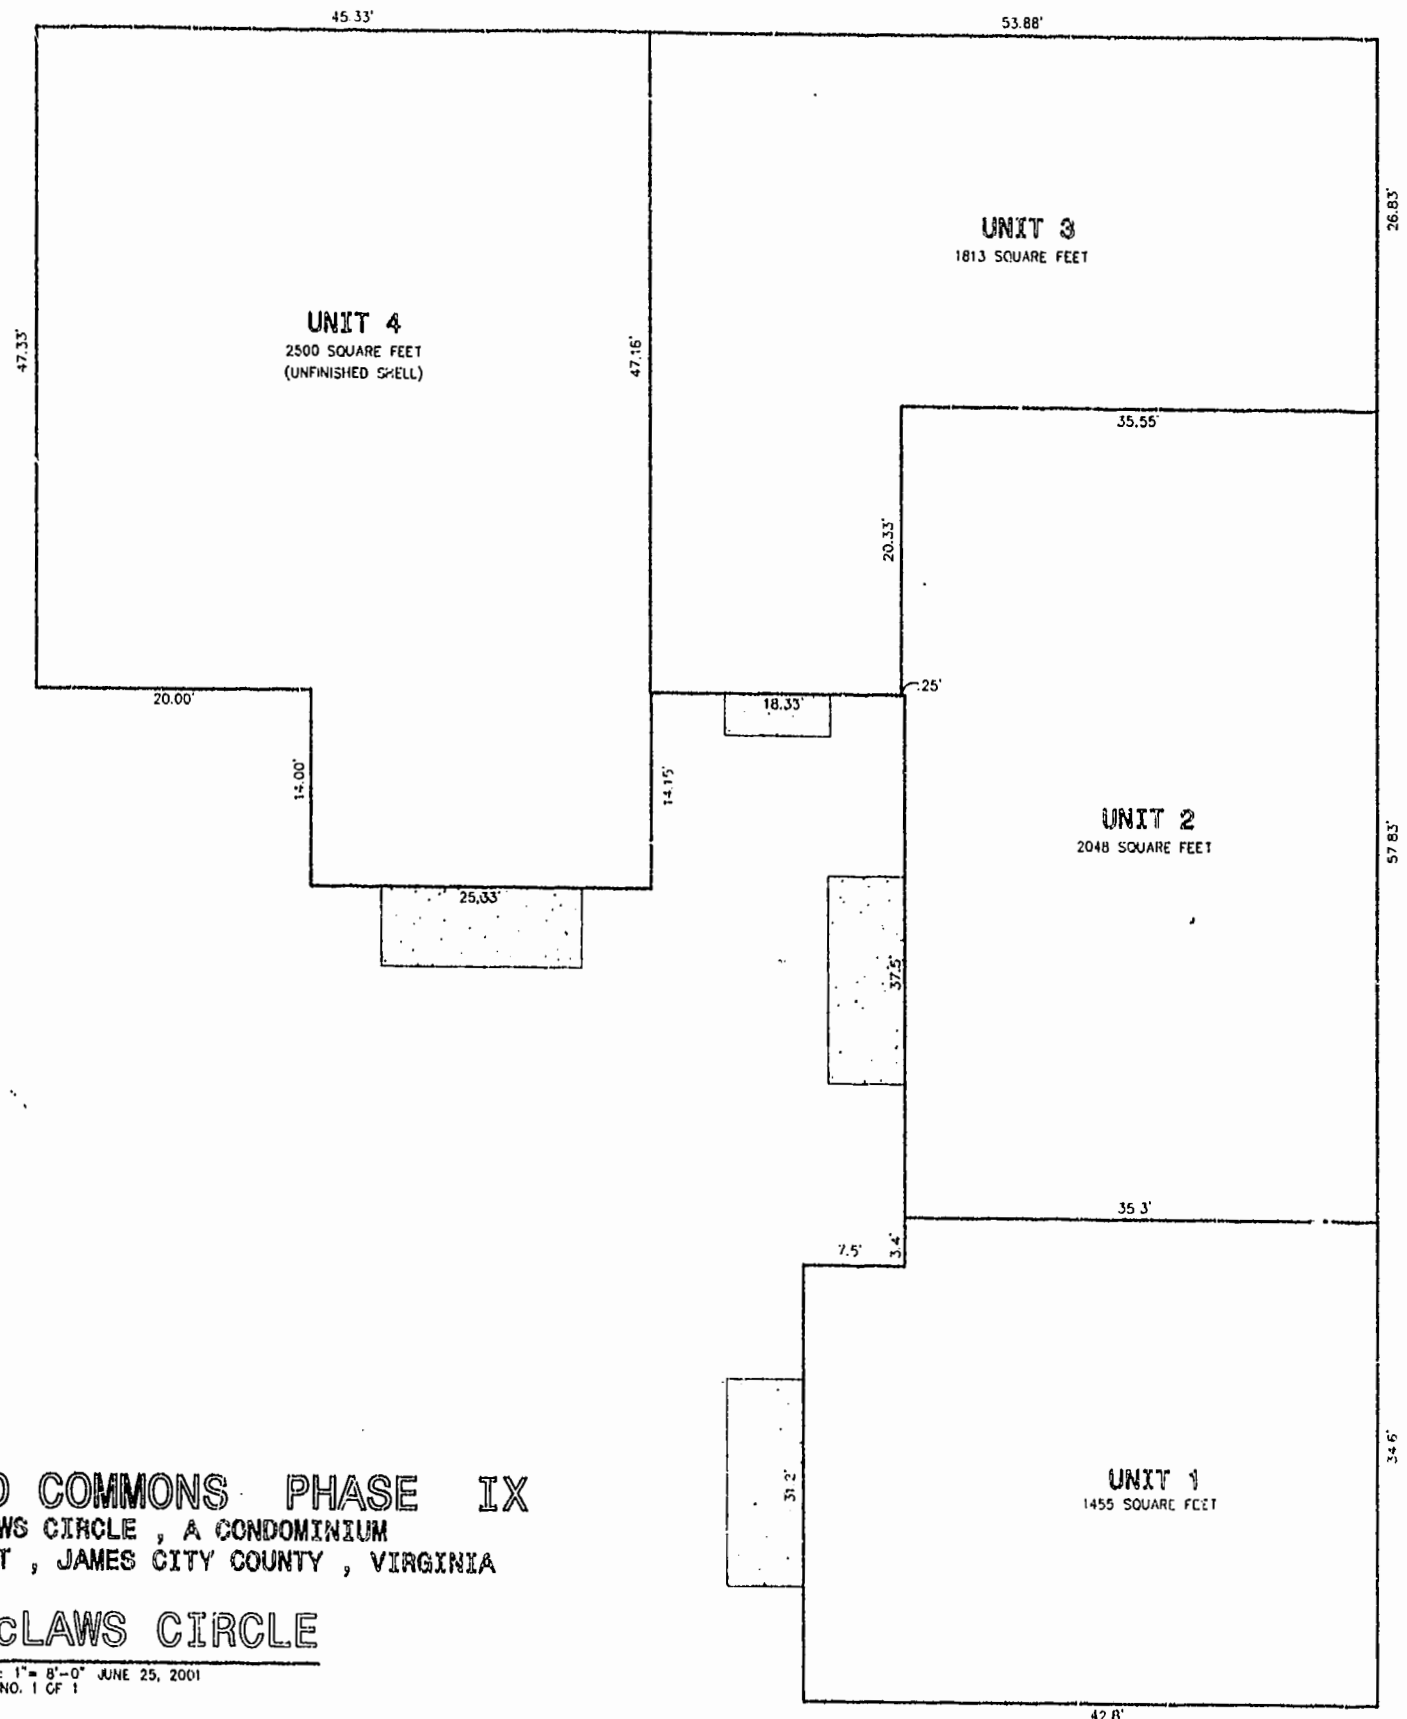 45.33'
53.88'
26.83'
UNIT 3
1813 SQUARE FEET
UNIT 4
2500 SQUARE FEET
(UNFINISHED SHELL)
47.33'
47.16'
35.55'
20.33'
.25'
20.00'
18.33'
14.00'
14.15'
UNIT 2
2048 SQUARE FEET
57.83'
25.33'
37.5'
35.3'
7.5'
3.4'
34.6'
31.2'
UNIT 1
1455 SQUARE FEET
COMMONS PHASE IX
WS CIRCLE , A CONDOMINIUM
T , JAMES CITY COUNTY , VIRGINIA
cLAWS CIRCLE
: 1"= 8'-0" JUNE 25, 2001
NO. 1 OF 1
42.8'